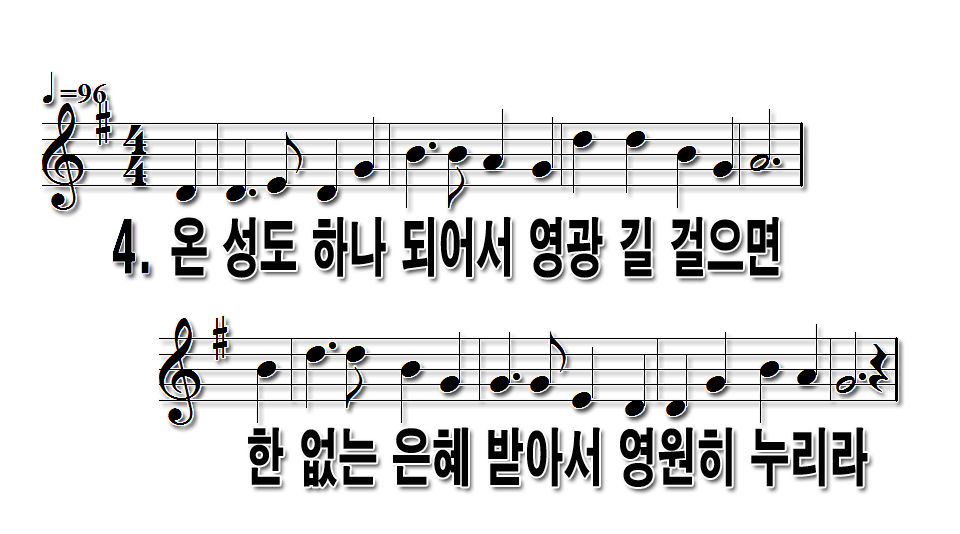 ♩=96
4. 온 성도 하나 되어서 영광 길 걸으면
한 없는 은혜 받아서 영원히 누리라